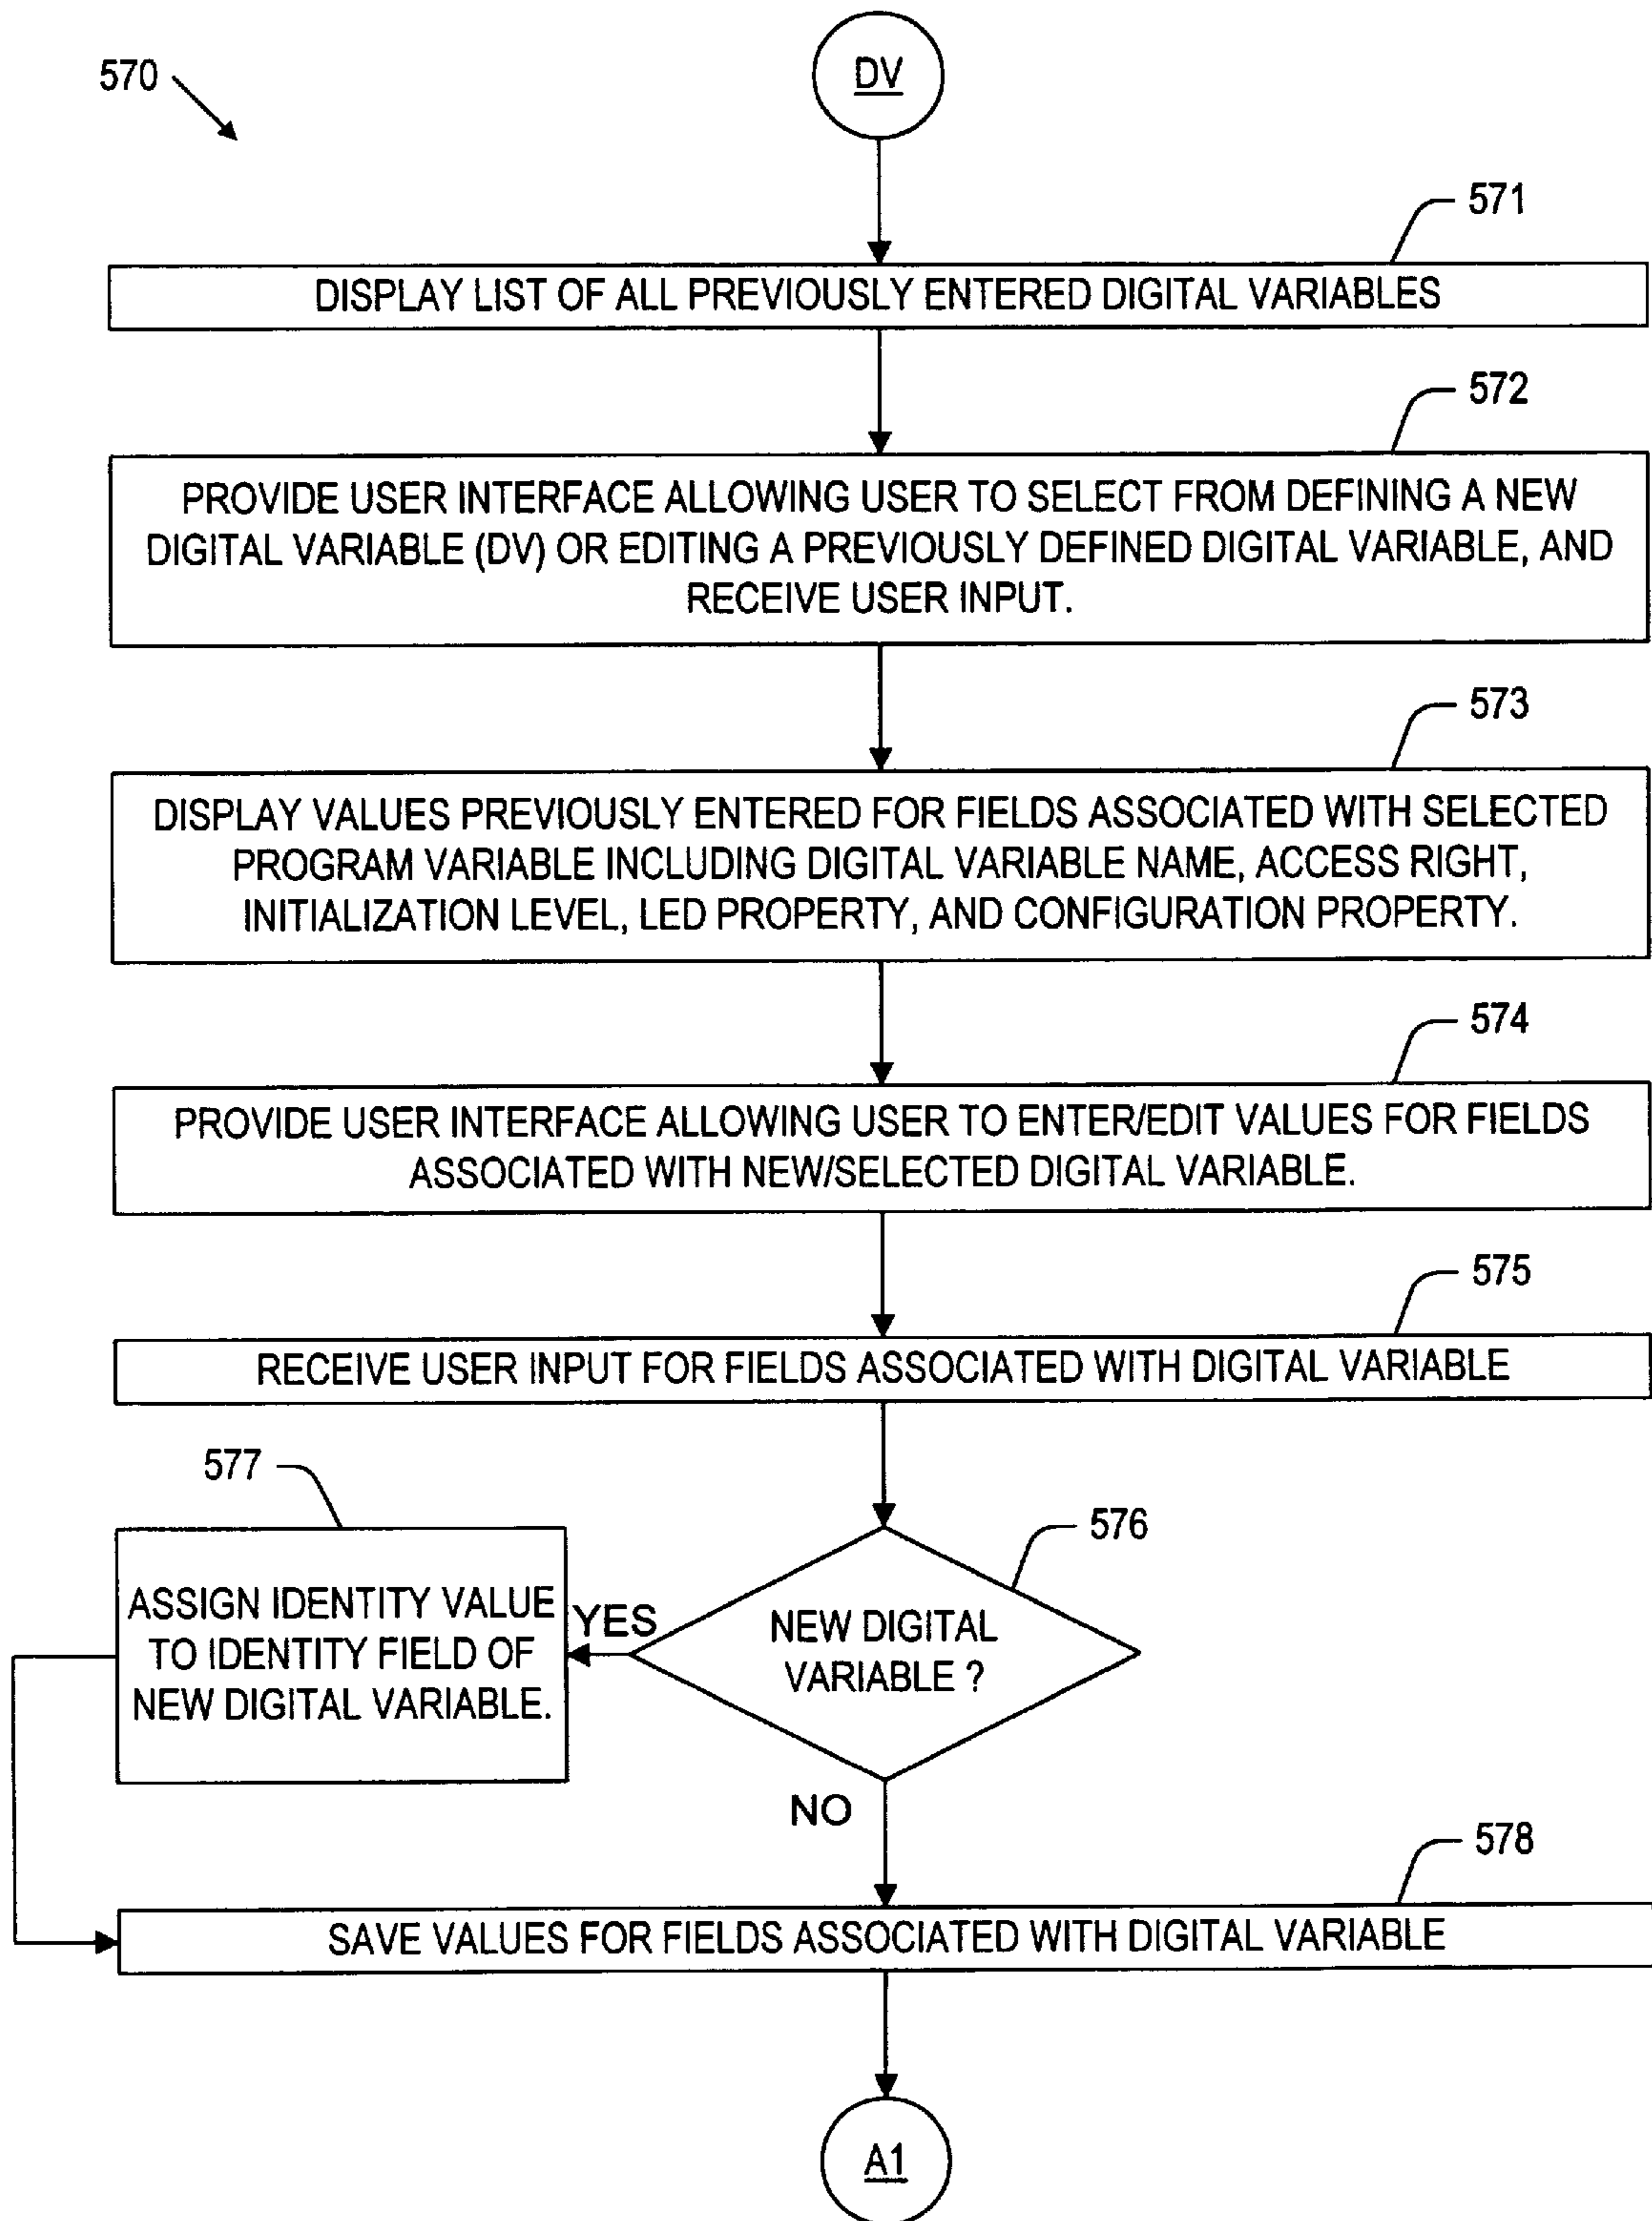 570
DV
571
DISPLAY LIST OF ALL PREVIOUSLY ENTERED DIGITAL VARIABLES
572
PROVIDE USER INTERFACE ALLOWING USER TO SELECT FROM DEFINING A NEW
DIGITAL VARIABLE (DV) OR EDITING A PREVIOUSLY DEFINED DIGITAL VARIABLE, AND
RECEIVE USER INPUT.
573
DISPLAY VALUES PREVIOUSLY ENTERED FOR FIELDS ASSOCIATED WITH SELECTED
PROGRAM VARIABLE INCLUDING DIGITAL VARIABLE NAME, ACCESS RIGHT,
INITIALIZATION LEVEL, LED PROPERTY, AND CONFIGURATION PROPERTY.
574
PROVIDE USER INTERFACE ALLOWING USER TO ENTER/EDIT VALUES FOR FIELDS
ASSOCIATED WITH NEW/SELECTED DIGITAL VARIABLE.
575
RECEIVE USER INPUT FOR FIELDS ASSOCIATED WITH DIGITAL VARIABLE
577
576
ASSIGN IDENTITY VALUE
TO IDENTITY FIELD OF
NEW DIGITAL VARIABLE.
YES
NEW DIGITAL
VARIABLE ?
NO
578
SAVE VALUES FOR FIELDS ASSOCIATED WITH DIGITAL VARIABLE
A1